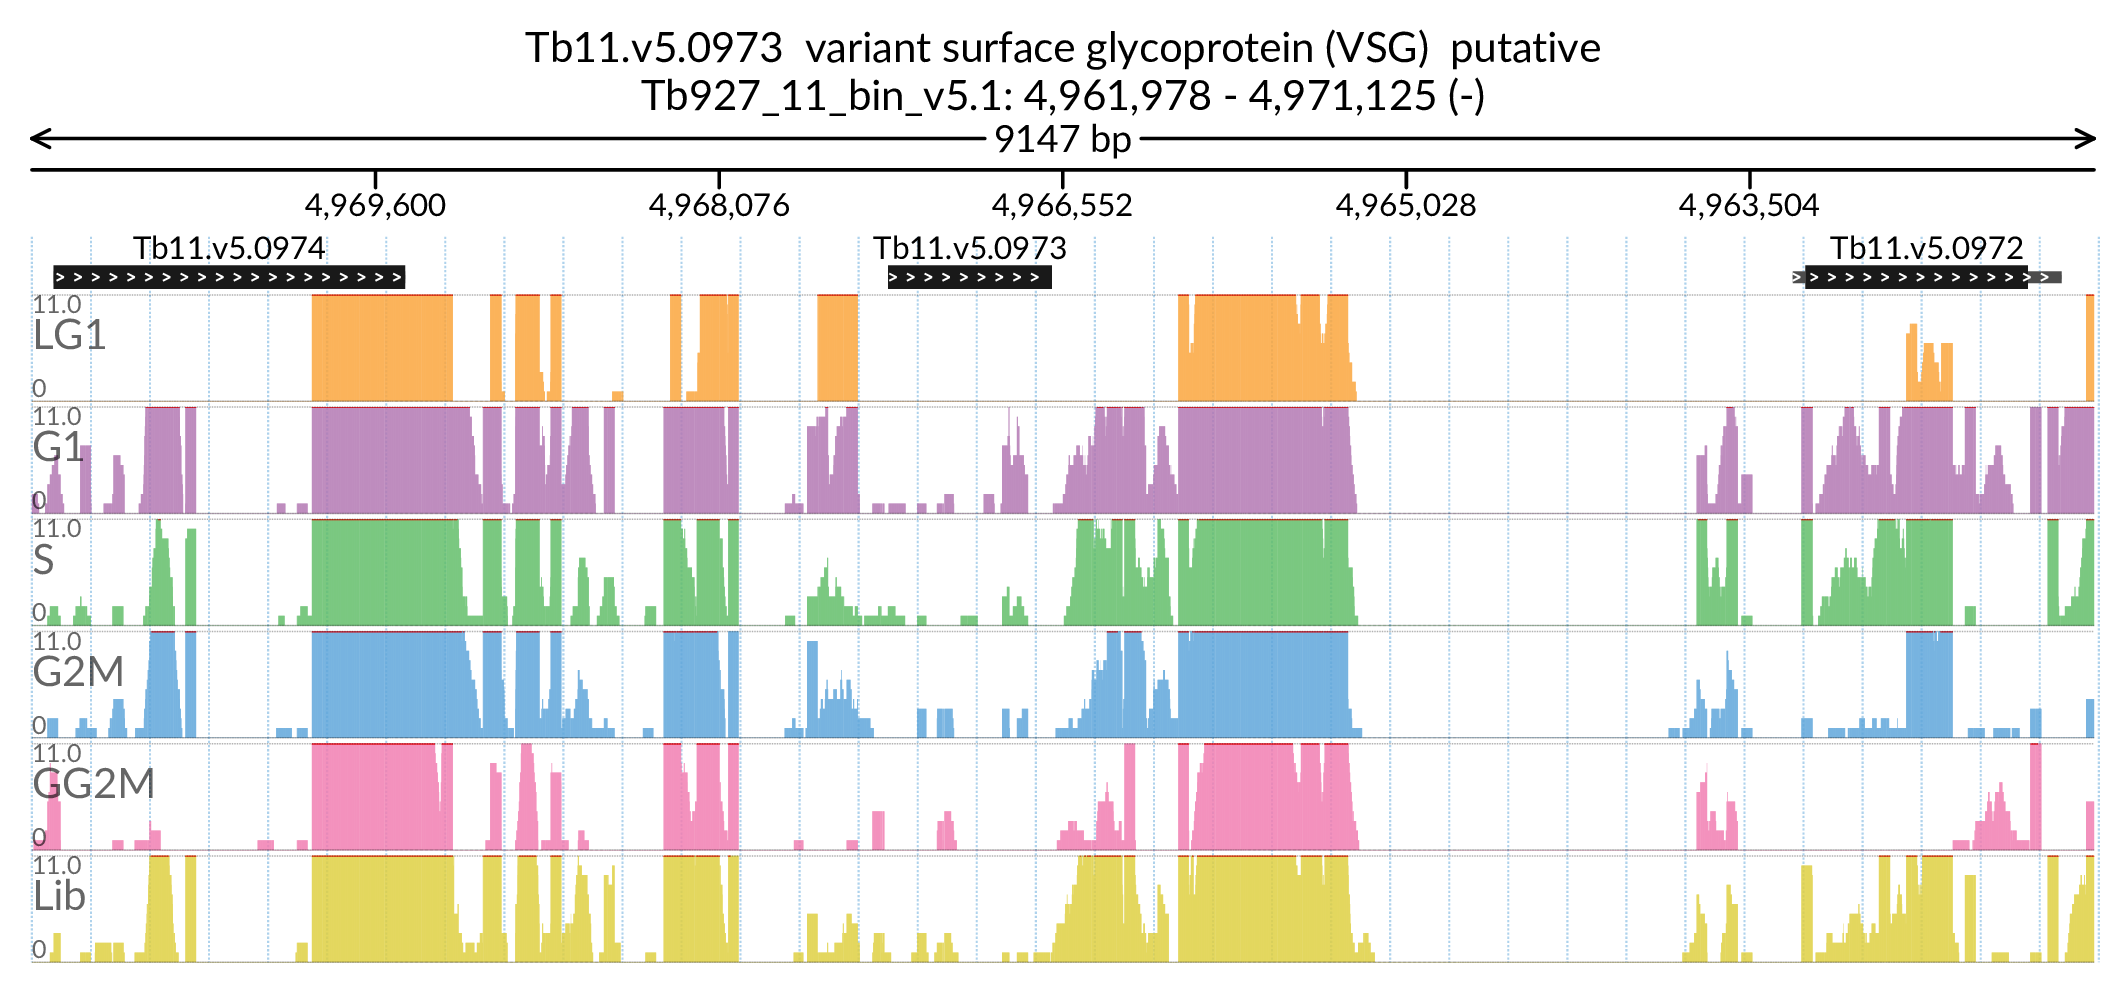 Tb11.v5.0973  variant surface glycoprotein (VSG)  putative
Tb927_11_bin_v5.1: 4,961,978 - 4,971,125 (-)
9147 bp
4,969,600 4,968,076 4,966,552 4,965,028 4,963,504
Tb11.v5.0974 Tb11.v5.0973 Tb11.v5.0972
11.0
LG1
0
11.0
G1
0
11.0
S
0
11.0
G2M
0
11.0
GG2M
0
11.0
Lib
0